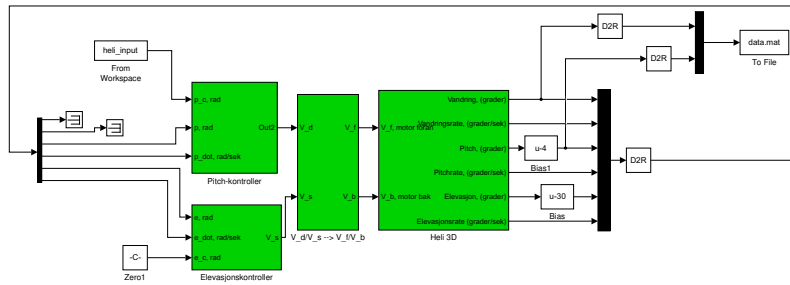 D2R
data.mat
To File
D2R
heli_input
From
Workspace
p_c, rad
p, rad
p_dot, rad/sek
Out2
Pitch-kontroller
V_d
V_s
V_f
V_b
V_d/V_s --> V_f/V_b
V_f, motor foran
V_b, motor bak
Vandring, (grader)
Vandringsrate, (grader/sek)
Pitch, (grader)
Pitchrate, (grader/sek)
Elevasjon, (grader)
Elevasjonsrate (grader/sek)
Heli 3D
u-4
Bias1
u-30
Bias
D2R
e, rad
e_dot, rad/sek
e_c, rad
V_s
Elevasjonskontroller
-C-
Zero1